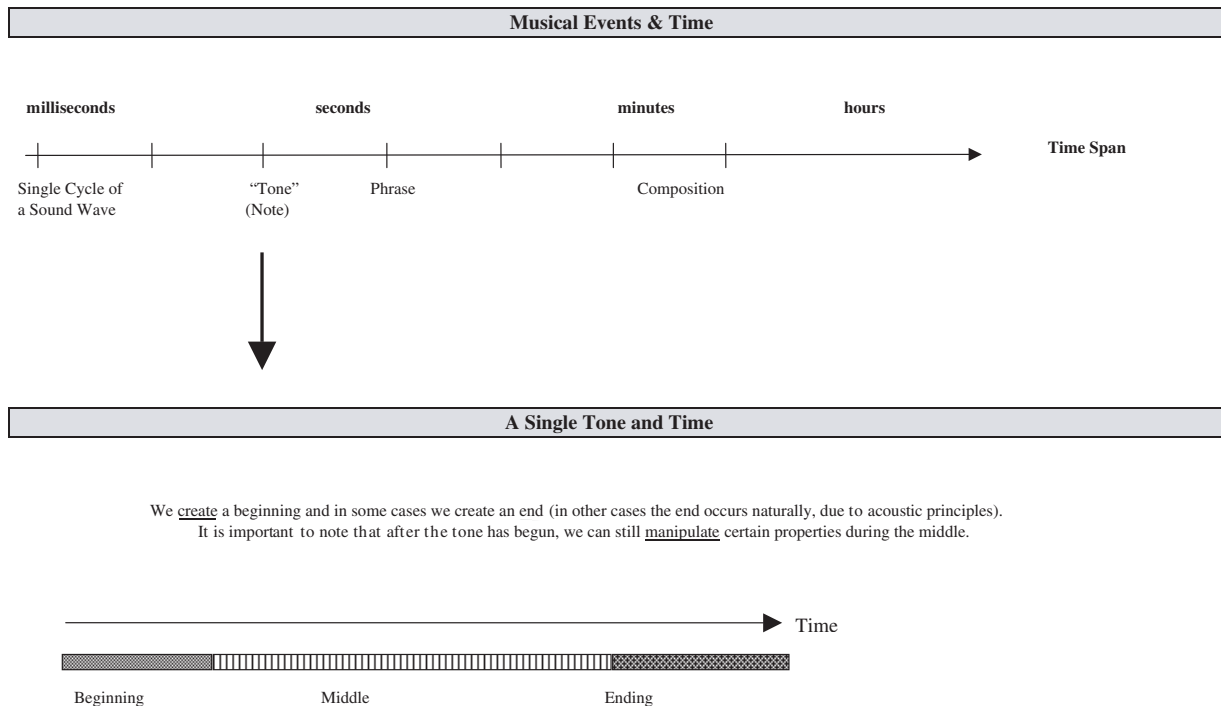 Musical Events & Time
milliseconds seconds minutes hours
Time Span
Single Cycle of
a Sound Wave
“Tone”
(Note)
Phrase
Composition
A Single Tone and Time
We create a beginning and in some cases we create an end (in other cases the end occurs naturally, due to acoustic principles).
It is important to note that after the tone has begun, we can still manipulate certain properties during the middle.
Time
Beginning Middle Ending